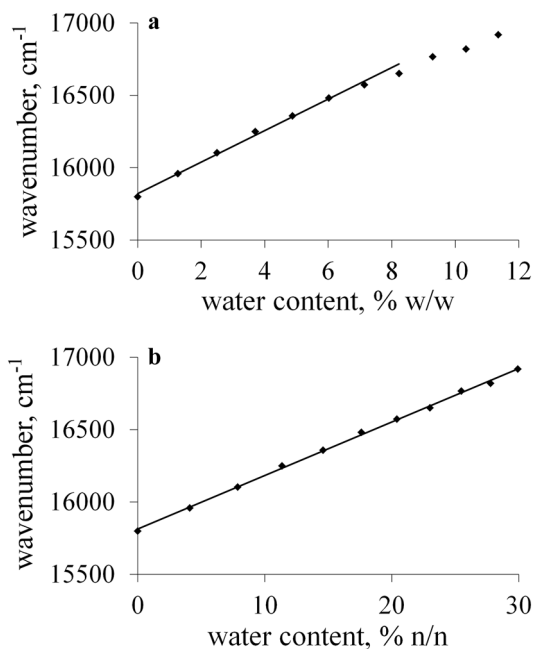 a
17000
16500
16000
15500
wavenumber, cm-1
0 2 4 6 8 10 12
water content, % w/w
b
17000
16500
16000
15500
wavenumber, cm-1
0 10 20 30
water content, % n/n